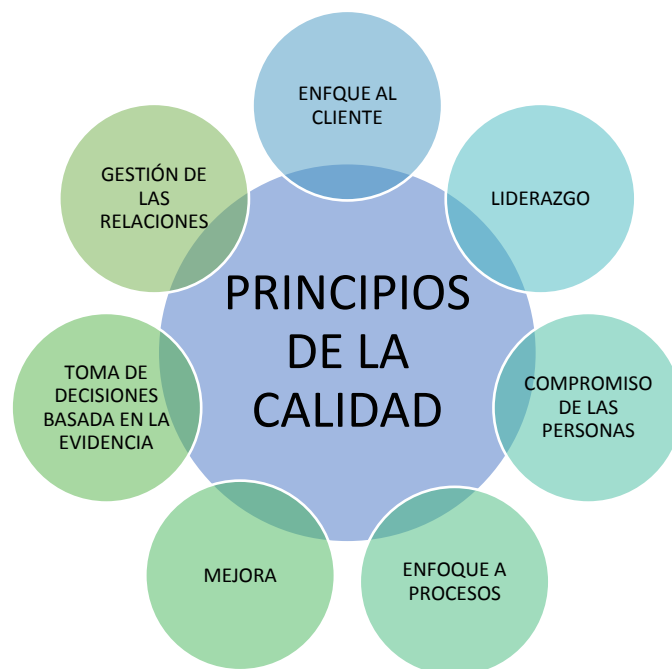 ENFQUE AL
CLIENTE
LIDERAZGO
COMPROMISO
DE LAS
PERSONAS
ENFOQUE A
PROCESOS
MEJORA
TOMA DE
DECISIONES
BASADA EN LA
EVIDENCIA
GESTIÓN DE
LAS
RELACIONES
PRINCIPIOS
DE LA
CALIDAD